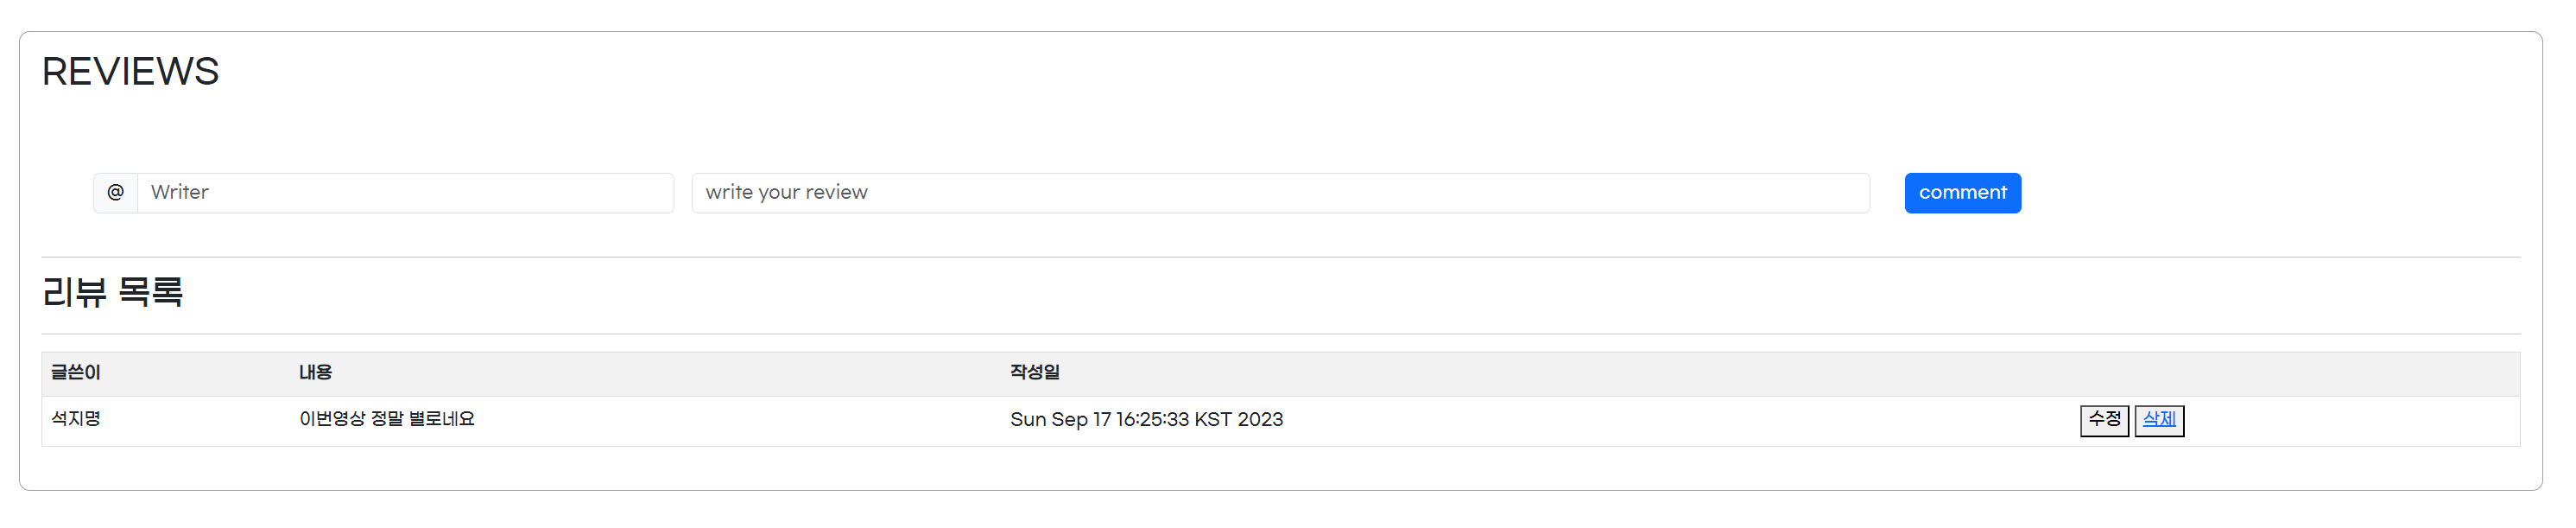 REVIEWS
@ Writer write your review comment
리뷰 목록
글쓴이 내용 작성일
석지명 이번영상 정말 별로네요 Sun Sep 17 16:25:33 KST 2023 수정 삭제